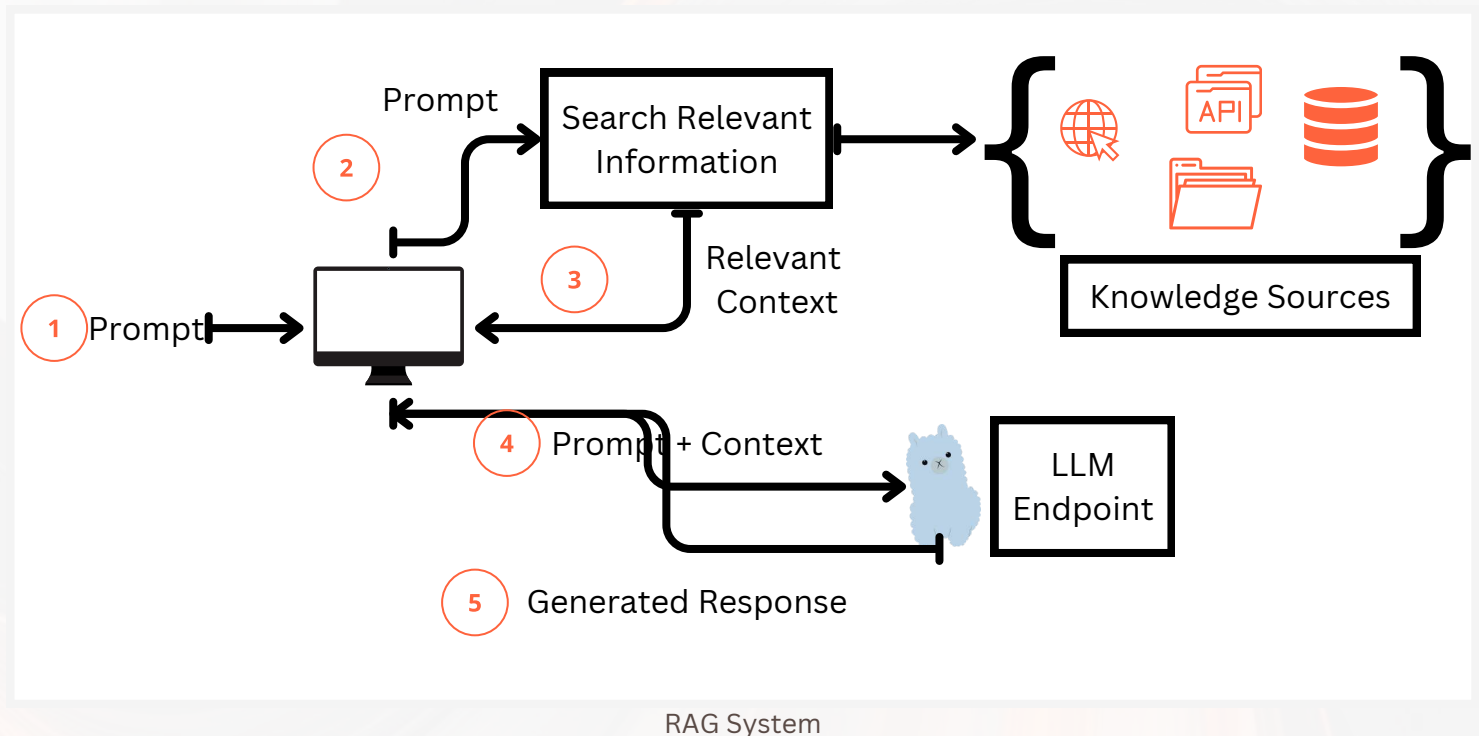 Prompt
2
Search Relevant
Information
API
3
Relevant
Context
Knowledge Sources
1
Prompt
4
Prompt + Context
LLM
Endpoint
5
Generated Response
RAG System